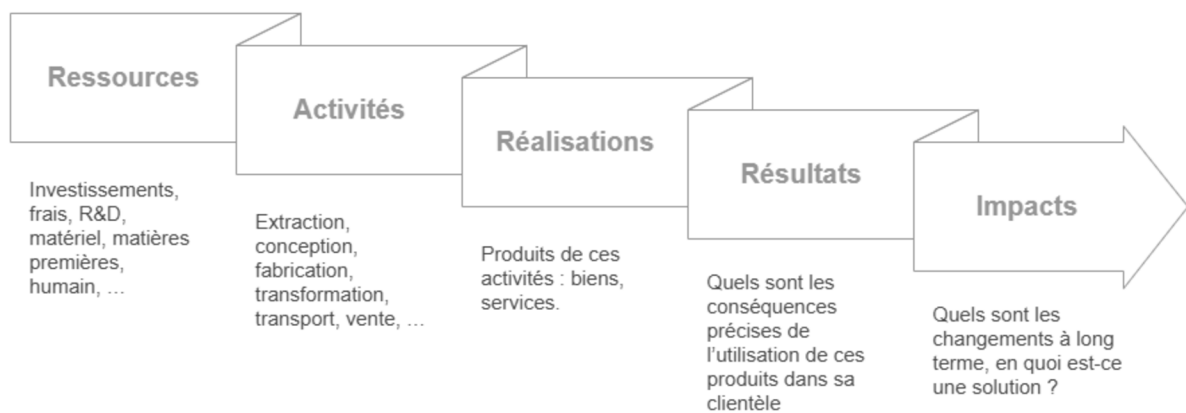 Ressources
Investissements,
frais, R&D,
matériel, matières
premières,
humain, …
Activités
Extraction,
conception,
fabrication,
transformation,
transport, vente, …
Réalisations
Produits de ces
activités : biens,
services.
Résultats
Quels sont les
conséquences
précises de
l’utilisation de ces
produits dans sa
clientèle
Impacts
Quels sont les
changements à long
terme, en quoi est-ce
une solution ?